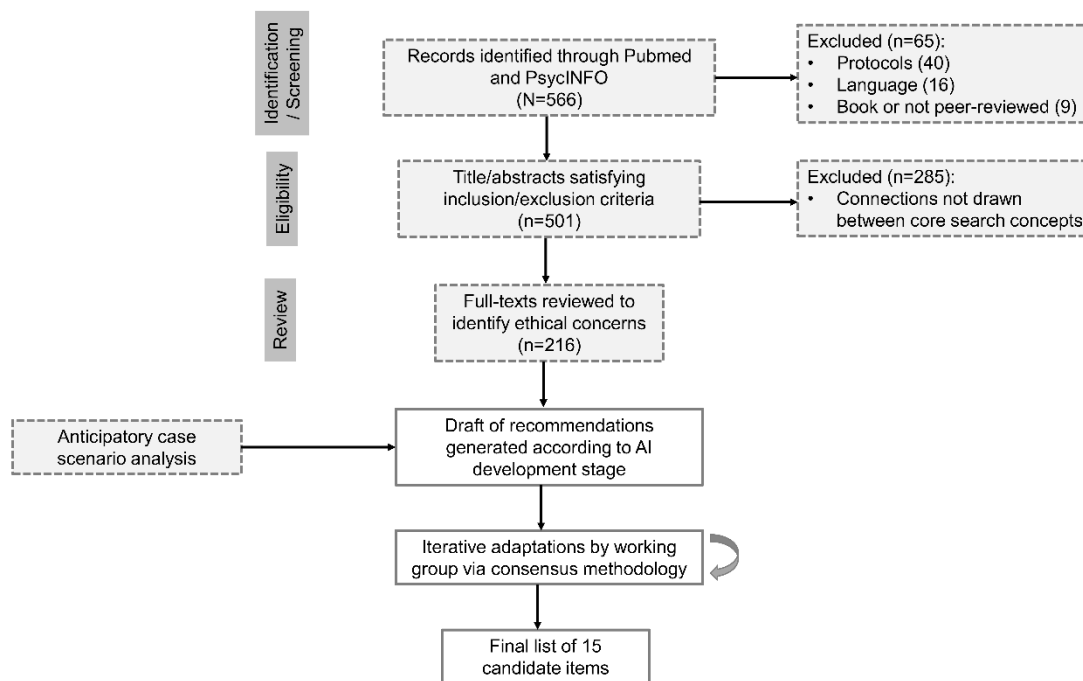 Identification
/ Screening
Records identified through Pubmed
and PsycINFO
(N=566)
Excluded (n=65):
• Protocols (40)
• Language (16)
• Book or not peer-reviewed (9)
Eligibility
Title/abstracts satisfying
inclusion/exclusion criteria
(n=501)
Excluded (n=285):
• Connections not drawn
between core search concepts
Review
Full-texts reviewed to
identify ethical concerns
(n=216)
Anticipatory case
scenario analysis
Draft of recommendations
generated according to AI
development stage
Iterative adaptations by working
group via consensus methodology
Final list of 15
candidate items